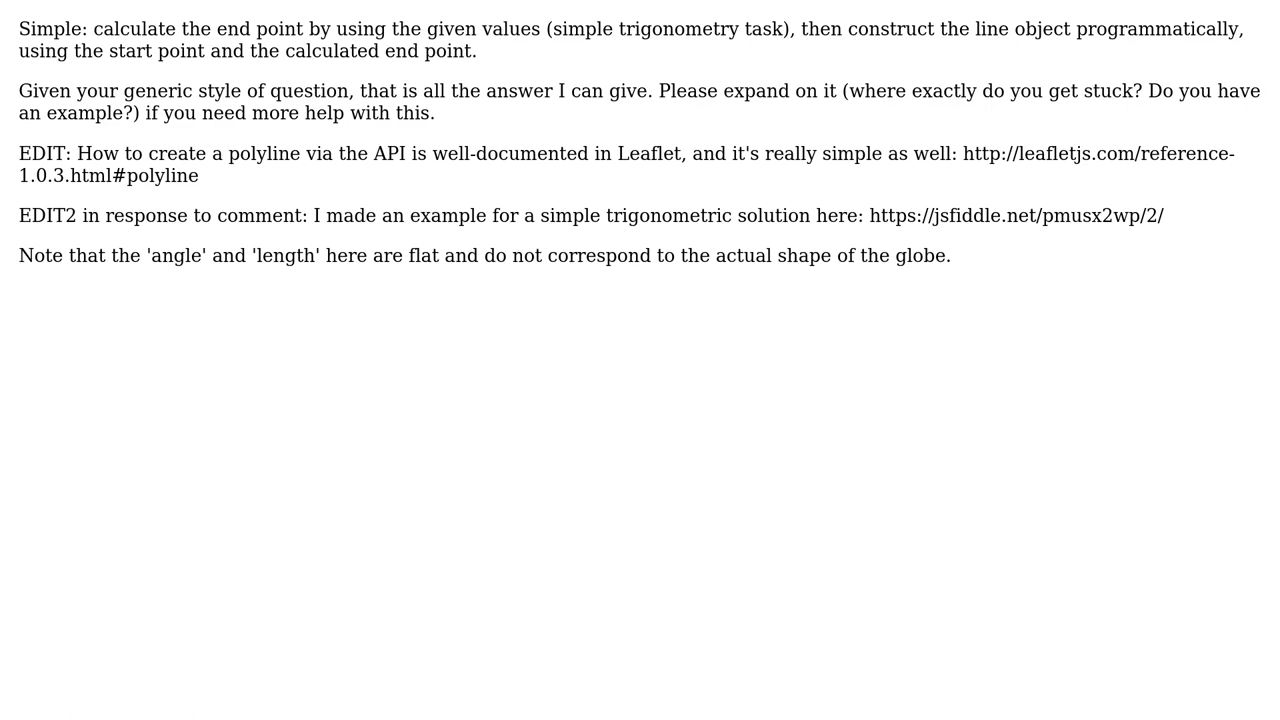 Simple: calculate the end point by using the given values (simple trigonometry task), then construct the line object programmatically,
using the start point and the calculated end point.
Given your generic style of question, that is all the answer I can give. Please expand on it (where exactly do you get stuck? Do you have
an example?) if you need more help with this.
EDIT: How to create a polyline via the API is well-documented in Leaflet, and it's really simple as well: http://leafletjs.com/reference-
1.0.3.html#polyline
EDIT2 in response to comment: I made an example for a simple trigonometric solution here: https://jsfiddle.net/pmusx2wp/2/
Note that the 'angle' and 'length' here are flat and do not correspond to the actual shape of the globe.